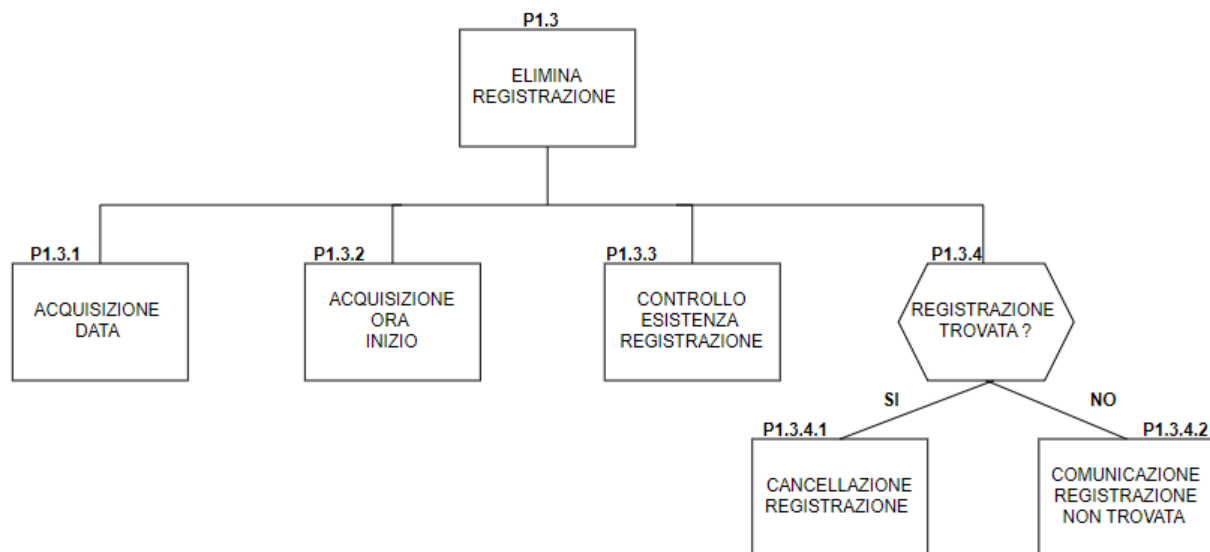 P1.3
ELIMINA
REGISTRAZIONE
P1.3.1
ACQUISIZIONE
DATA
P1.3.2
ACQUISIZIONE
ORA
INIZIO
P1.3.3
CONTROLLO
ESISTENZA
REGISTRAZIONE
P1.3.4
REGISTRAZIONE
TROVATA ?
SI
NO
P1.3.4.1
CANCELLAZIONE
REGISTRAZIONE
P1.3.4.2
COMUNICAZIONE
REGISTRAZIONE
NON TROVATA